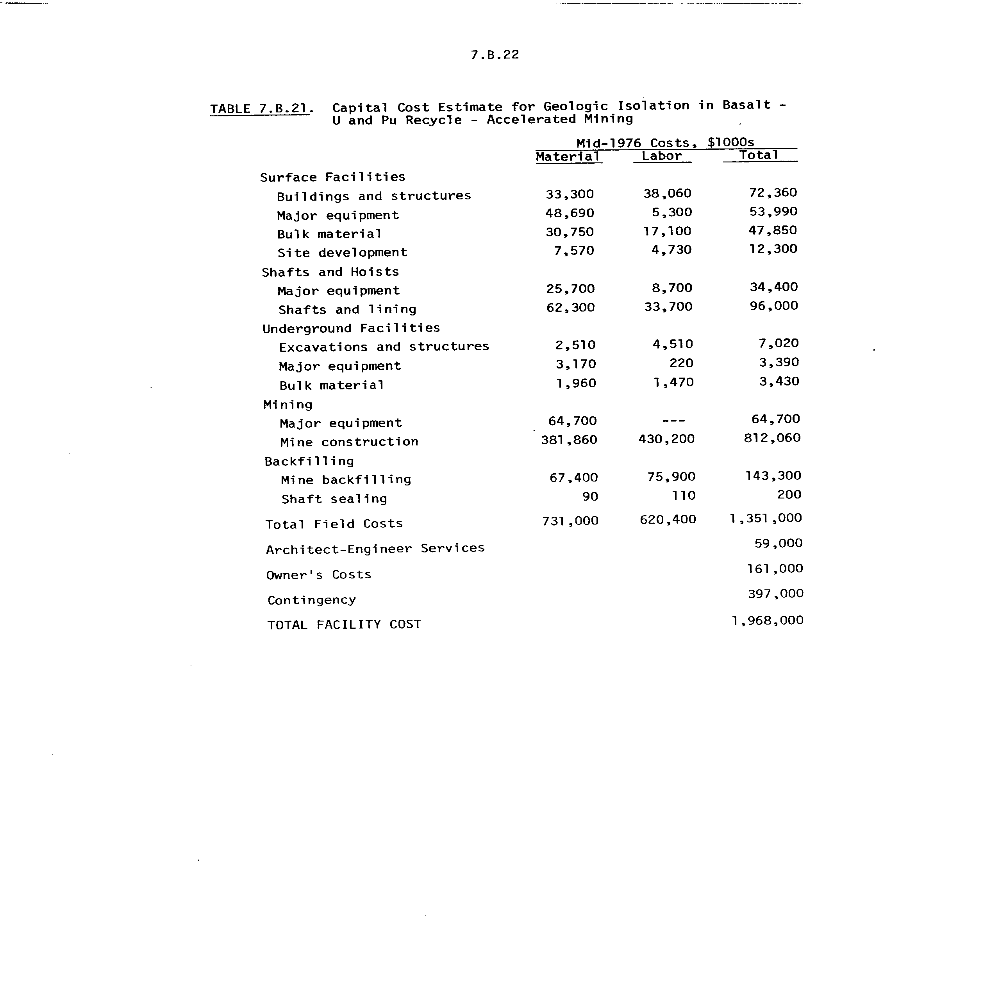 7.B.22
TABLE 7.B.21. Capital Cost Estimate for Geologic Isolation in Basalt -
U and Pu Recycle - Accelerated Mining
Mid-1976 Costs, $1000s
Material Labor Total
Surface Facilities
Buildings and structures 33,300 38,060 72,360
Major equipment 48,690 5,300 53,990
Bulk material 30,750 17,100 47,850
Site development 7,570 4,730 12,300
Shafts and Hoists
Major equipment 25,700 8,700 34,400
Shafts and lining 62,300 33,700 96,000
Underground Facilities
Excavations and structures 2,510 4,510 7,020
Major equipment 3,170 220 3,390
Bulk material 1,960 1,470 3,430
Mining
Major equipment 64,700 --- 64,700
Mine construction 381,860 430,200 812,060
Backfilling
Mine backfilling 67,400 75,900 143,300
Shaft sealing 90 110 200
Total Field Costs 731,000 620,400 1,351,000
Architect-Engineer Services 59,000
Owner's Costs 161,000
Contingency 397,000
TOTAL FACILITY COST 1,968,000